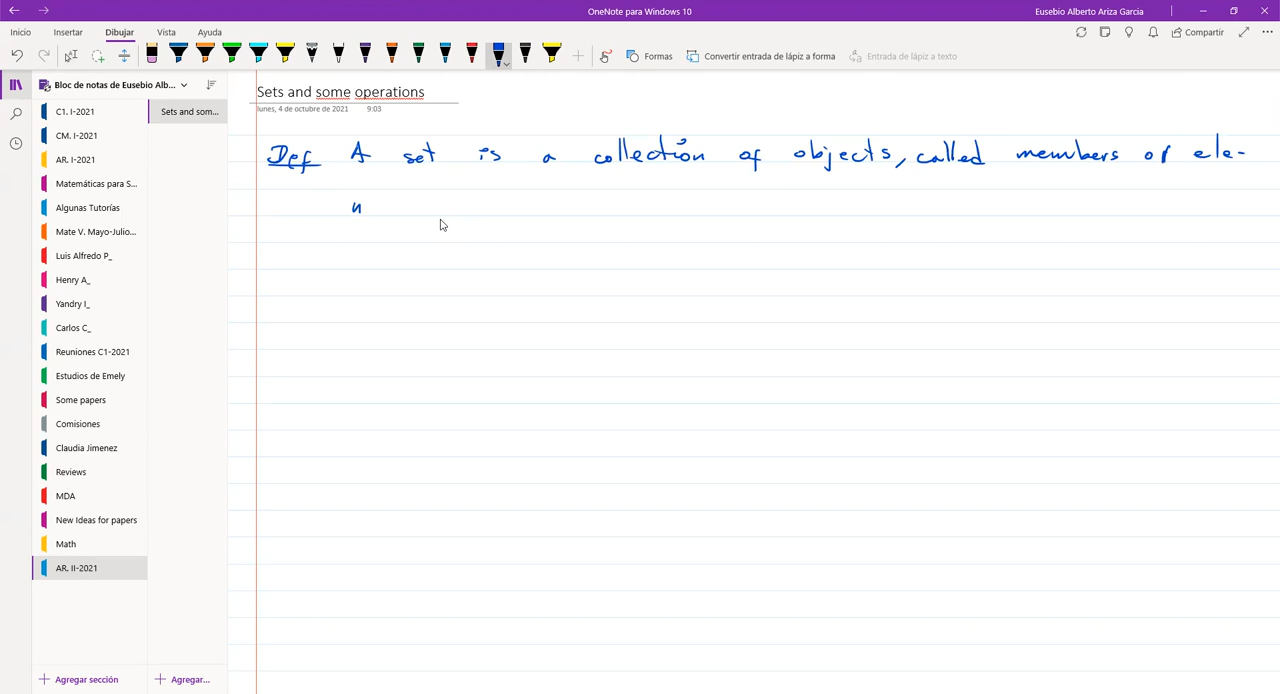 OneNote para Windows 10
Eusebio Alberto Ariza Garcia
Inicio Insertar Dibujar Vista Ayuda
Compartir
Formas Convertir entrada de lápiz a forma Entrada de lápiz a texto
Bloc de notas de Eusebio Alb...
C1. I-2021
CM. I-2021
AR. I-2021
Matemáticas para S...
Algunas Tutorías
Mate V. Mayo-Julio...
Luis Alfredo P_
Henry A_
Yandry I_
Carlos C_
Reuniones C1-2021
Estudios de Emely
Some papers
Comisiones
Claudia Jimenez
Reviews
MDA
New Ideas for papers
Math
AR. II-2021
Agregar sección
Sets and som...
Agregar...
Sets and some operations
lunes, 4 de octubre de 2021 9:03
Def A set is a collection of objects, called members or ele-